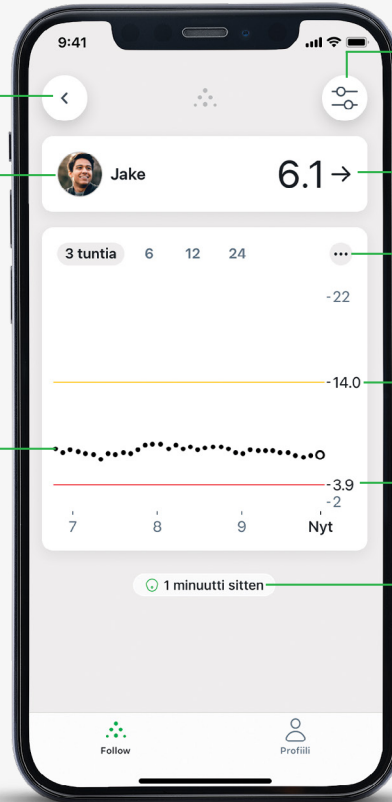 9:41
Jake 6.1
3 tuntia 6 12 24
22
14.0
3.9
2
7 8 9 Nyt
1 minuutti sitten
Follow Profiili